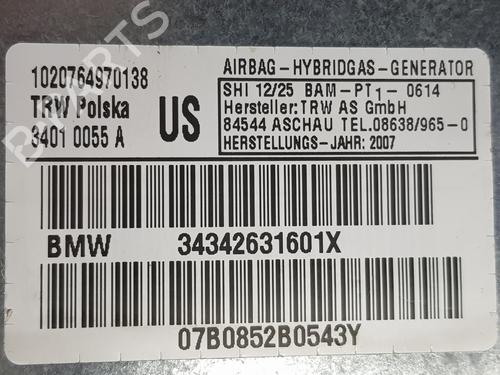 1020764970138
TRW Polska
3401 0055 A
US
AIRBAG-HYBRIDGAS-GENERATOR
SHI 12/25 BAM-PT1-0614
Hersteller:TRW AS GmbH
84544 ASCHAU TEL.08638/965-0
HERSTELLUNGS-JAHR: 2007
BMW 34342631601X
07B0852B0543Y